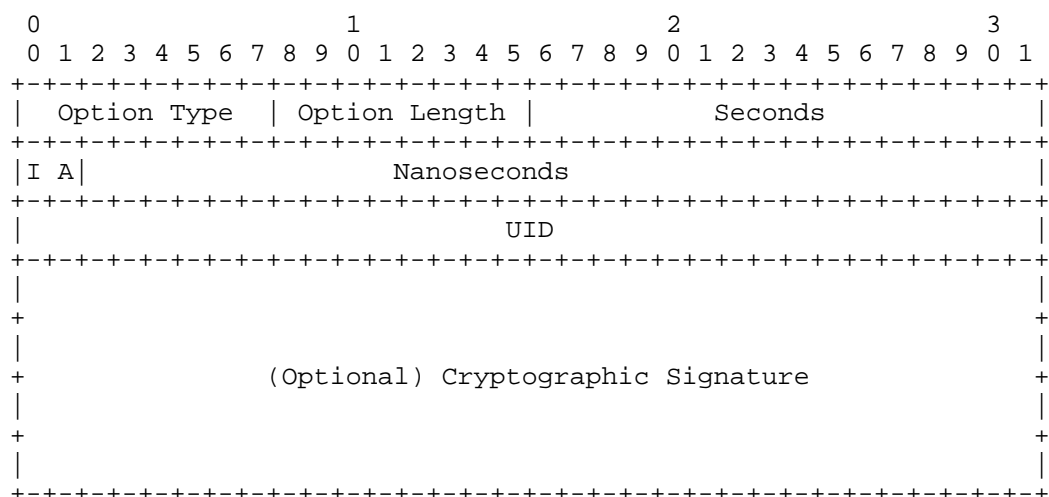 0                   1                   2                   3
 0 1 2 3 4 5 6 7 8 9 0 1 2 3 4 5 6 7 8 9 0 1 2 3 4 5 6 7 8 9 0 1
+-+-+-+-+-+-+-+-+-+-+-+-+-+-+-+-+-+-+-+-+-+-+-+-+-+-+-+-+-+-+-+-+
|  Option Type  | Option Length |           Seconds             |
+-+-+-+-+-+-+-+-+-+-+-+-+-+-+-+-+-+-+-+-+-+-+-+-+-+-+-+-+-+-+-+-+
|I A|                   Nanoseconds                             |
+-+-+-+-+-+-+-+-+-+-+-+-+-+-+-+-+-+-+-+-+-+-+-+-+-+-+-+-+-+-+-+-+
|                              UID                              |
+-+-+-+-+-+-+-+-+-+-+-+-+-+-+-+-+-+-+-+-+-+-+-+-+-+-+-+-+-+-+-+-+
|                                                               |
+                                                               +
|                                                               |
+               (Optional) Cryptographic Signature              +
|                                                               |
+                                                               +
|                                                               |
+-+-+-+-+-+-+-+-+-+-+-+-+-+-+-+-+-+-+-+-+-+-+-+-+-+-+-+-+-+-+-+-+